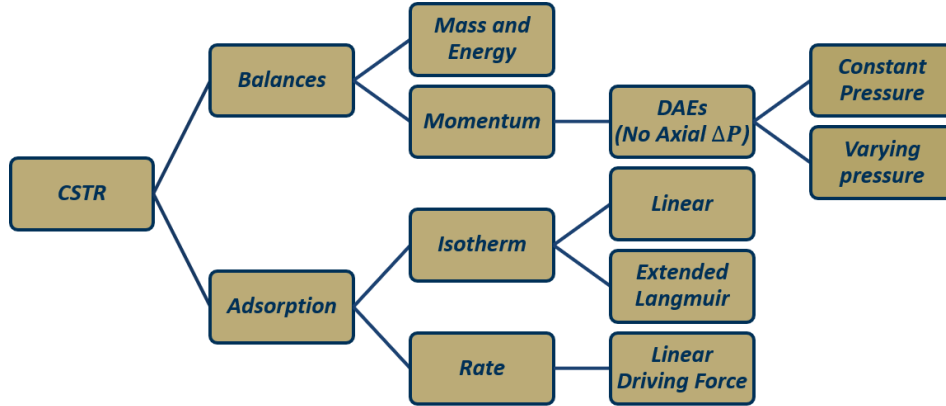 Mass and
Energy
Constant
Pressure
Balances
Momentum
DAEs
(No Axial ΔP)
Varying
pressure
CSTR
Linear
Isotherm
Extended
Langmuir
Adsorption
Rate
Linear
Driving Force